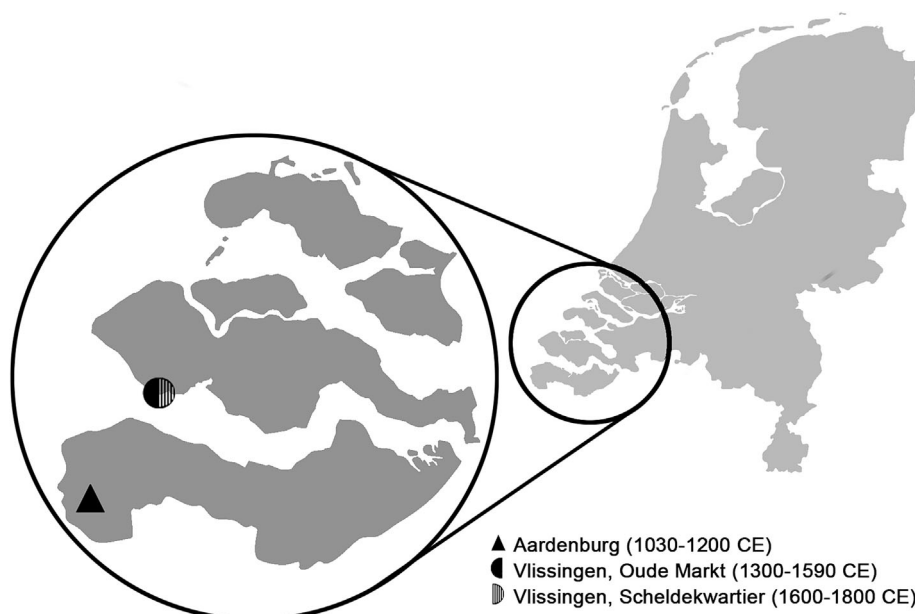 ▲ Aardenburg (1030-1200 CE)
Vlissingen, Oude Markt (1300-1590 CE)
Vlissingen, Scheldekwartier (1600-1800 CE)